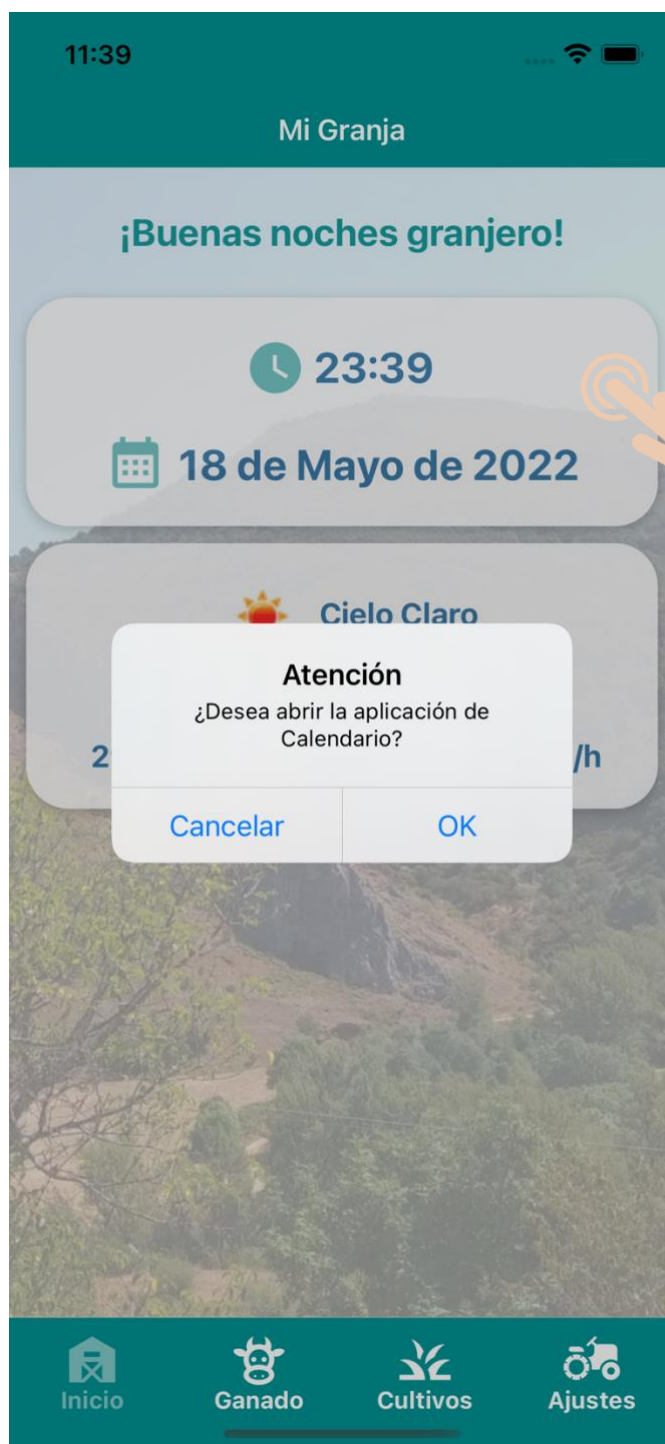 11:39
Mi Granja
¡Buenas noches granjero!
23:39
18 de Mayo de 2022
Cielo Claro
Atención
¿Desea abrir la aplicación de
Calendario?
2
/h
Cancelar
OK
Inicio
Ganado
Cultivos
Ajustes